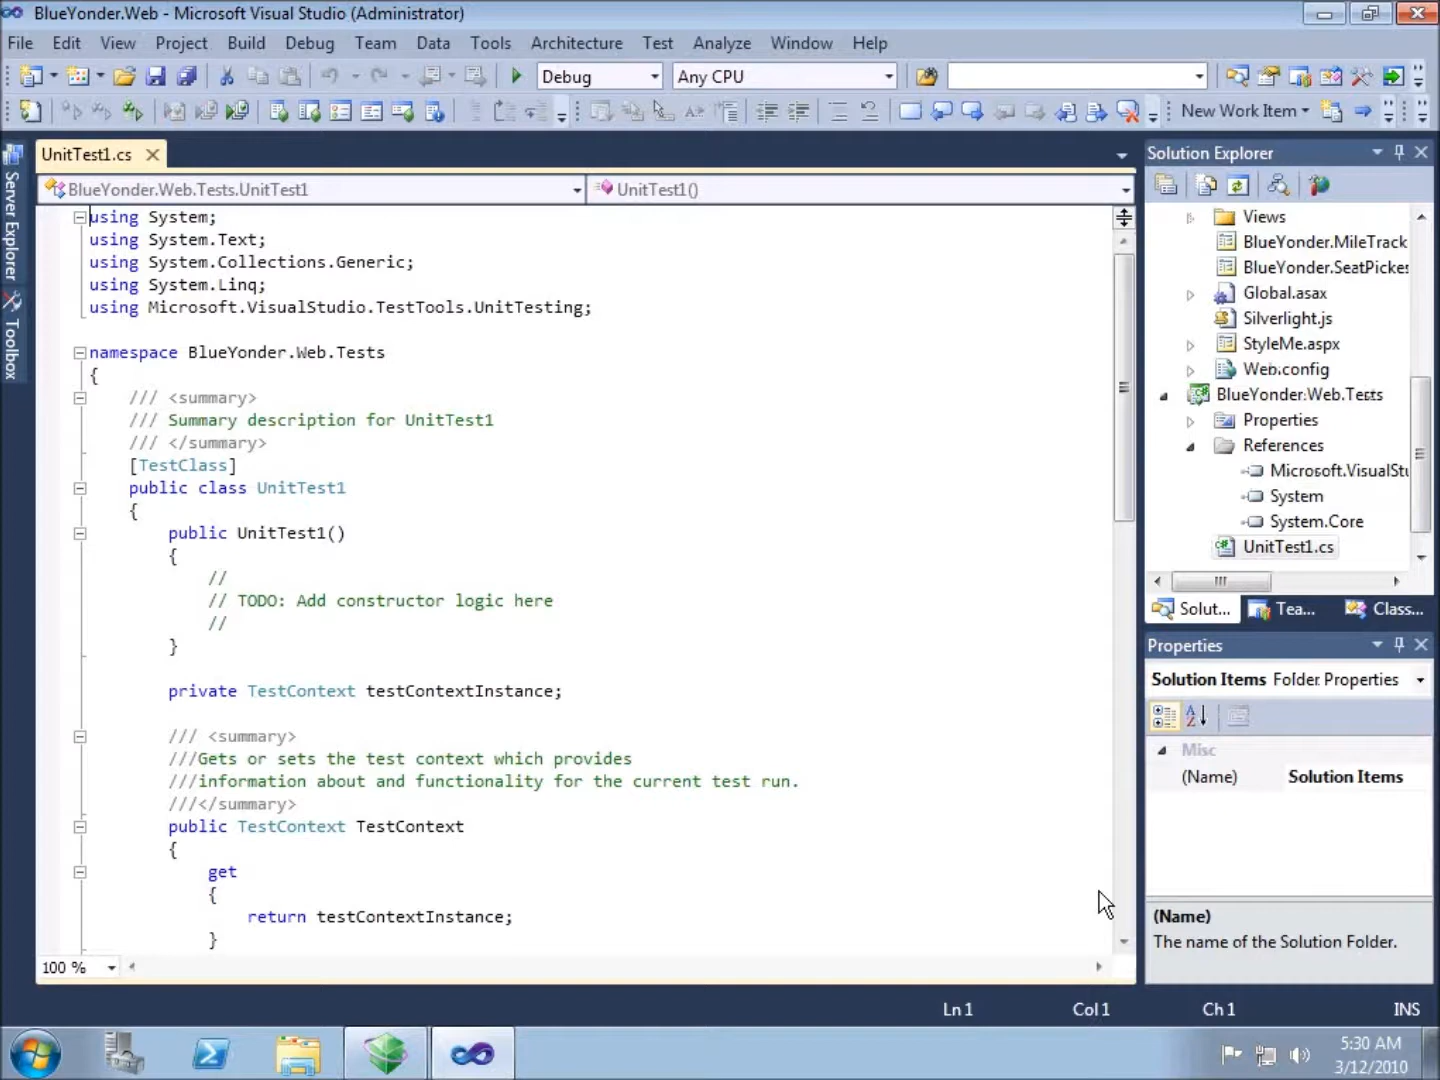 BlueYonder.Web - Microsoft Visual Studio (Administrator)
File Edit View Project Build Debug Team Data Tools Architecture Test Analyze Window Help
Debug Any CPU
New Work Item
Server Explorer
Toolbox
UnitTest1.cs
BlueYonder.Web.Tests.UnitTest1 UnitTest1()
using System;
using System.Text;
using System.Collections.Generic;
using System.Linq;
using Microsoft.VisualStudio.TestTools.UnitTesting;
namespace BlueYonder.Web.Tests
{
/// <summary>
/// Summary description for UnitTest1
/// </summary>
[TestClass]
public class UnitTest1
{
public UnitTest1()
{
//
// TODO: Add constructor logic here
//
}
private TestContext testContextInstance;
/// <summary>
///Gets or sets the test context which provides
///information about and functionality for the current test run.
///</summary>
public TestContext TestContext
{
get
{
return testContextInstance;
}
100 %
Solution Explorer
Views
BlueYonder.MileTrack
BlueYonder.SeatPicker
Global.asax
Silverlight.js
StyleMe.aspx
Web.config
BlueYonder.Web.Tests
Properties
References
Microsoft.VisualStu
System
System.Core
UnitTest1.cs
Solut... Tea... Class...
Properties
Solution Items Folder Properties
Misc
(Name) Solution Items
(Name)
The name of the Solution Folder.
Ln 1 Col 1 Ch 1 INS
5:30 AM
3/12/2010